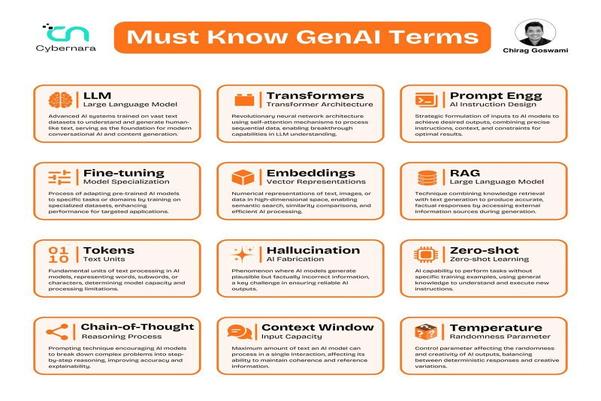 Cybernara
Must Know GenAI Terms
Chirag Goswami
LLM
Large Language Model
Advanced AI systems trained on vast text
datasets to understand and generate human-
like text, serving as the foundation for modern
conversational AI and content generation.
Transformers
Transformer Architecture
Revolutionary neural network architecture
using self-attention mechanisms to process
sequential data, enabling breakthrough
capabilities in LLM understanding.
Prompt Engg
AI Instruction Design
Strategic formulation of inputs to AI models to
achieve desired outputs, combining precise
instructions, context, and constraints for
optimal results.
Fine-tuning
Model Specialization
Process of adapting pre-trained AI models
to specific tasks or domains by training on
specialized datasets, enhancing
performance for targeted applications.
Embeddings
Vector Representations
Numerical representations of text, images, or
data in high-dimensional space, enabling
semantic search, similarity comparisons, and
efficient AI processing.
RAG
Large Language Model
Technique combining knowledge retrieval
with text generation to produce accurate,
factual responses by accessing external
information sources during generation.
01
10
Tokens
Text Units
Fundamental units of text processing in AI
models, representing words, subwords, or
characters, determining model capacity and
processing limitations.
Hallucination
AI Fabrication
Phenomenon where AI models generate
plausible but factually incorrect information,
a key challenge in ensuring reliable AI
outputs.
Zero-shot
Zero-shot Learning
AI capability to perform tasks without
specific training examples, using general
knowledge to understand and execute new
instructions.
Chain-of-Thought
Reasoning Process
Prompting technique encouraging AI models
to break down complex problems into step-
by-step reasoning, improving accuracy and
explainability.
Context Window
Input Capacity
Maximum amount of text an AI model can
process in a single interaction, affecting its
ability to maintain coherence and reference
information.
Temperature
Randomness Parameter
Control parameter affecting the randomness
and creativity of AI outputs, balancing
between deterministic responses and creative
variations.